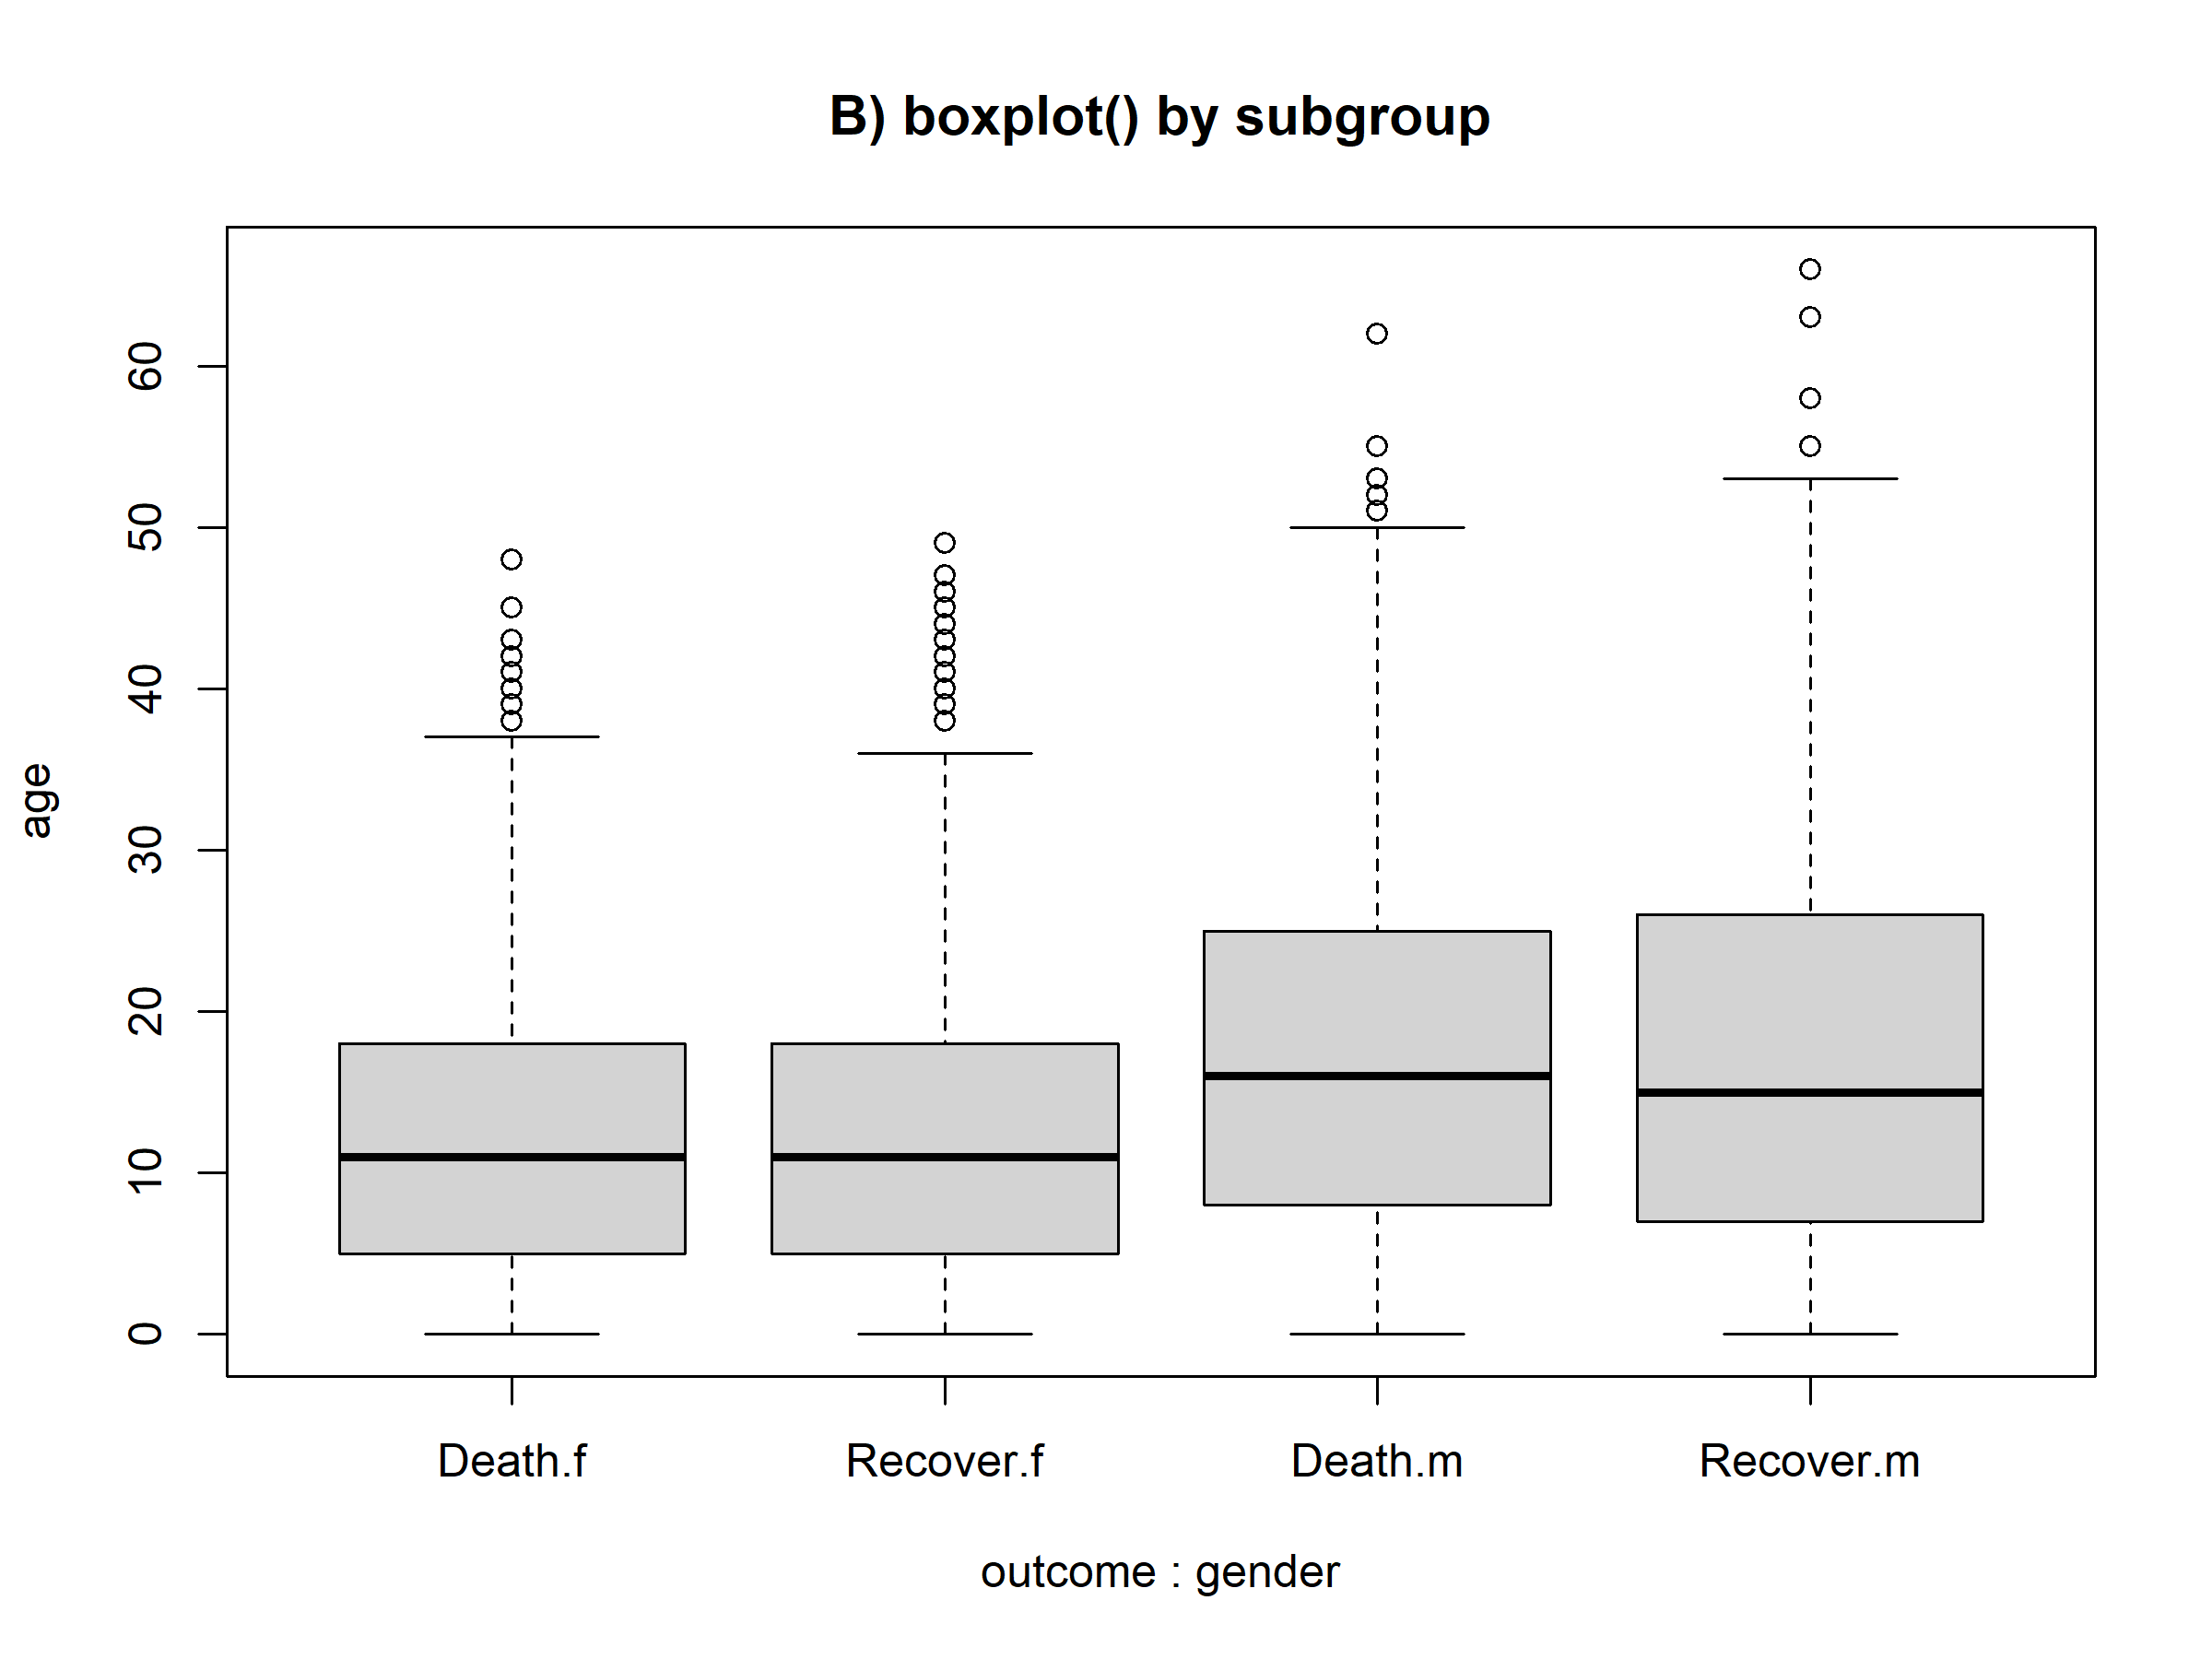 B) boxplot() by subgroup
age
60
50
40
30
20
10
0
Death.f
Recover.f
Death.m
Recover.m
outcome : gender